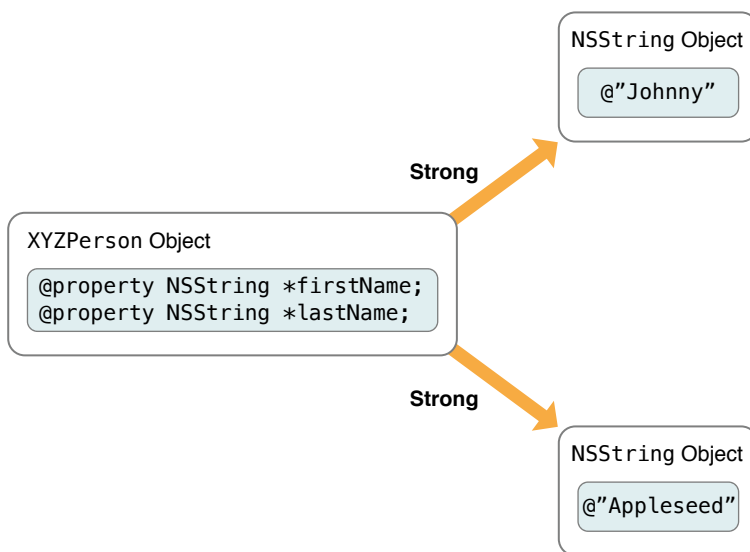 NSString Object
@”Johnny”
Strong
XYZPerson Object
@property NSString *firstName;
@property NSString *lastName;
Strong
NSString Object
@”Appleseed”